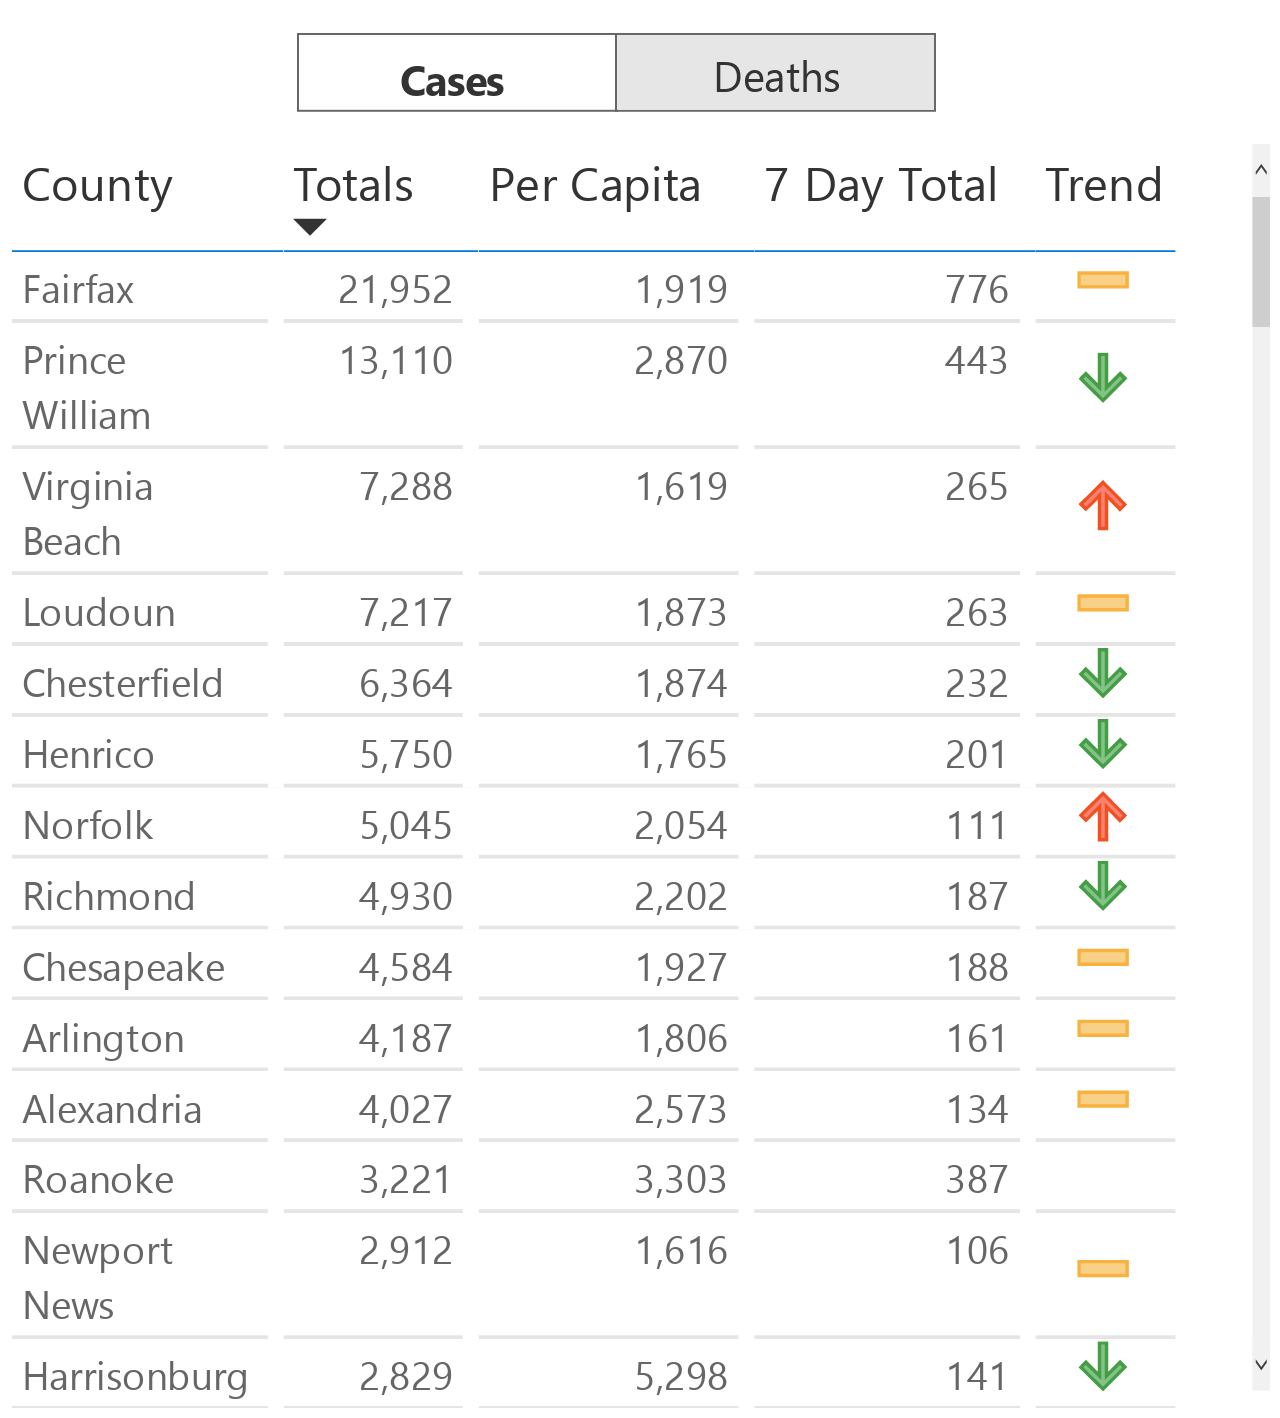 Cases Deaths
County Totals Per Capita 7 Day Total Trend
Fairfax 21,952 1,919 776
Prince 13,110 2,870 443
William
Virginia 7,288 1,619 265
Beach
Loudoun 7,217 1,873 263
Chesterfield 6,364 1,874 232
Henrico 5,750 1,765 201
Norfolk 5,045 2,054 111
Richmond 4,930 2,202 187
Chesapeake 4,584 1,927 188
Arlington 4,187 1,806 161
Alexandria 4,027 2,573 134
Roanoke 3,221 3,303 387
Newport 2,912 1,616 106
News
Harrisonburg 2,829 5,298 141